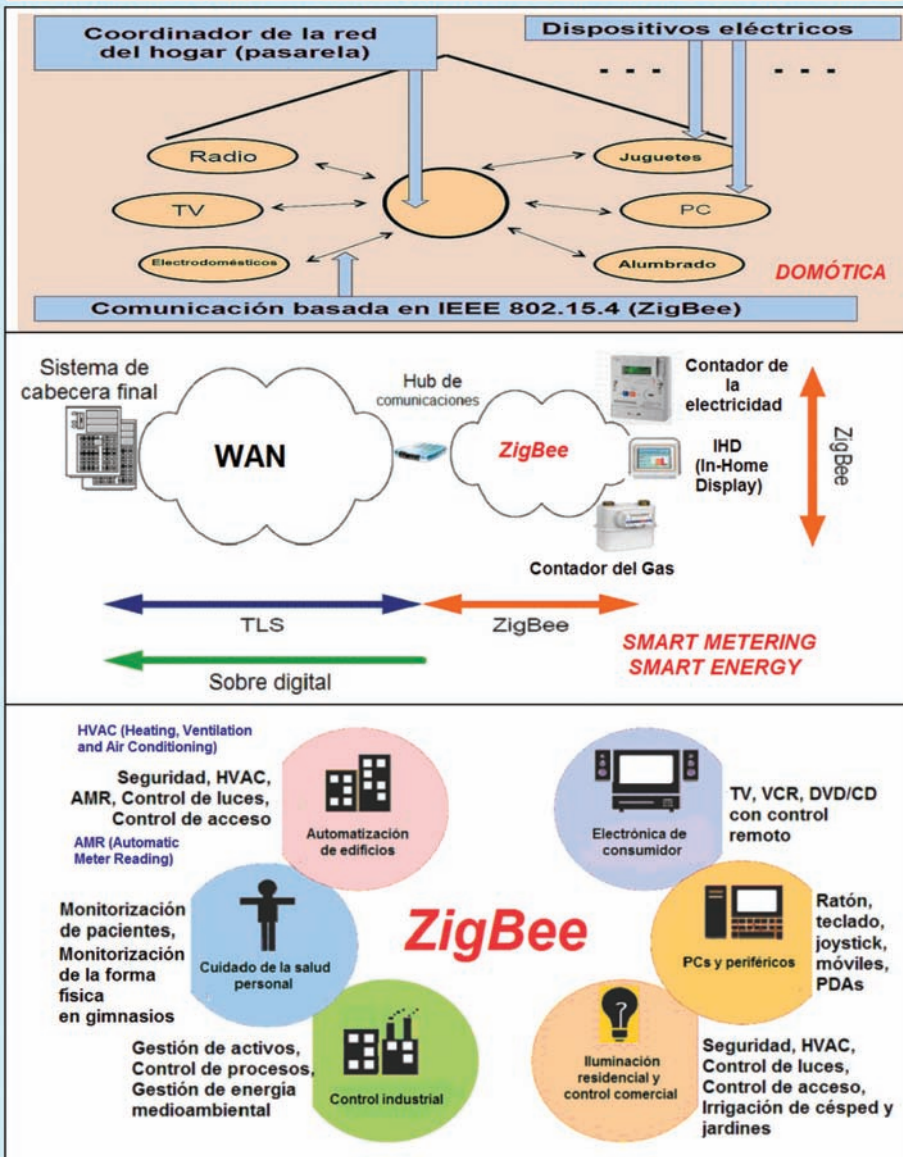 Coordinador de la red
del hogar (pasarela)
Dispositivos eléctricos
- - - - - -
Radio
Juguetes
TV
PC
Electrodomésticos
Alumbrado
DOMÓTICA
Comunicación basada en IEEE 802.15.4 (ZigBee)
Sistema de
cabecera final
WAN
Hub de
comunicaciones
ZigBee
Contador de
la
electricidad
IHD
(In-Home
Display)
Contador del Gas
ZigBee
TLS
ZigBee
Sobre digital
SMART METERING
SMART ENERGY
HVAC (Heating, Ventilation
and Air Conditioning)
Seguridad, HVAC,
AMR, Control de luces,
Control de acceso
AMR (Automatic
Meter Reading)
Automatización
de edificios
Electrónica de
consumidor
TV, VCR, DVD/CD
con control
remoto
Monitorización
de pacientes,
Monitorización
de la forma
física
en gimnasios
Cuidado de la salud
personal
ZigBee
PCs y periféricos
Ratón,
teclado,
joystick,
móviles,
PDAs
Gestión de activos,
Control de procesos,
Gestión de energía
medioambiental
Control industrial
Iluminación
residencial y
control comercial
Seguridad, HVAC,
Control de luces,
Control de acceso,
Irrigación de césped y
jardines